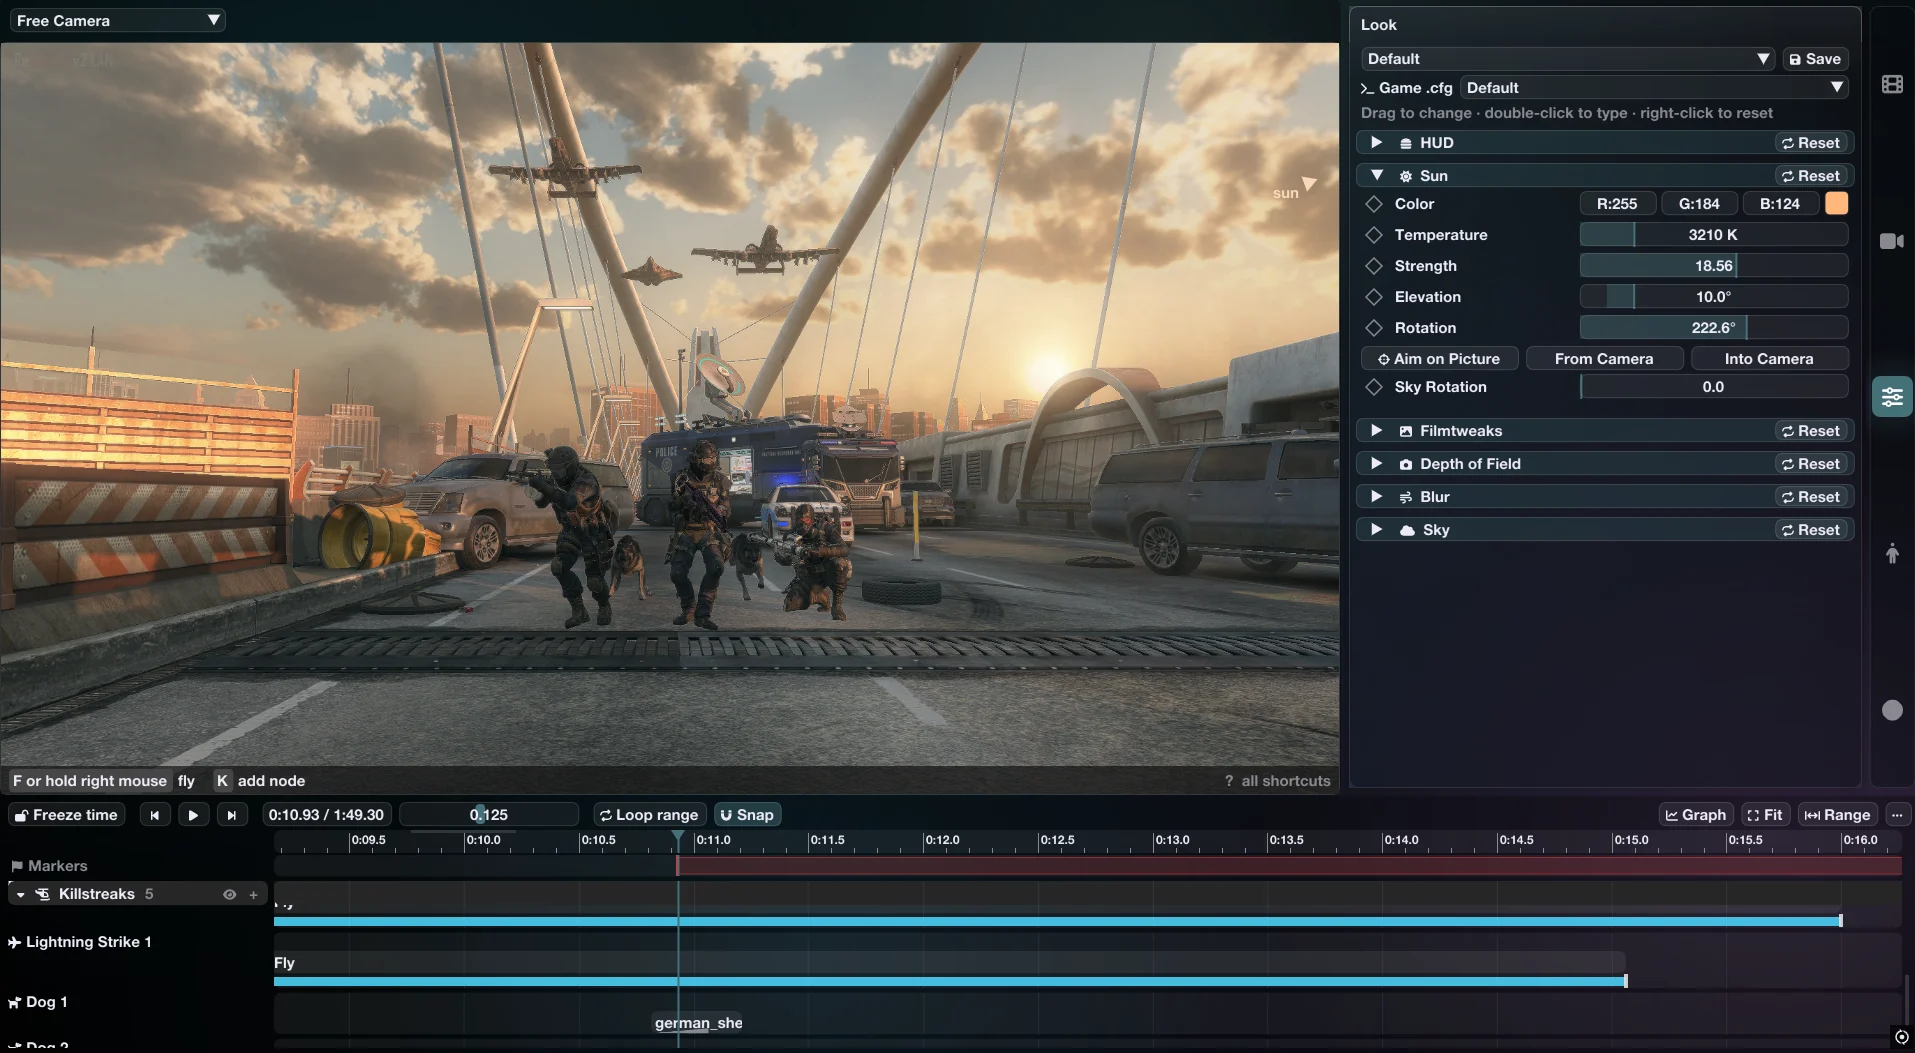 Free Camera
sun
POLICE
F or hold right mouse fly K add node
? all shortcuts
Look
Default
Save
Game .cfg Default
Drag to change · double-click to type · right-click to reset
HUD Reset
Sun Reset
Color R:255 G:184 B:124
Temperature 3210 K
Strength 18.56
Elevation 10.0°
Rotation 222.6°
Aim on Picture From Camera Into Camera
Sky Rotation 0.0
Filmtweaks Reset
Depth of Field Reset
Blur Reset
Sky Reset
Freeze time 0:10.93 / 1:49.30 0.125 Loop range Snap Graph Fit Range ...
0:09.5 0:10.0 0:10.5 0:11.0 0:11.5 0:12.0 0:12.5 0:13.0 0:13.5 0:14.0 0:14.5 0:15.0 0:15.5 0:16.0
Markers
Killstreaks 5
Lightning Strike 1
Fly
Dog 1
german_she